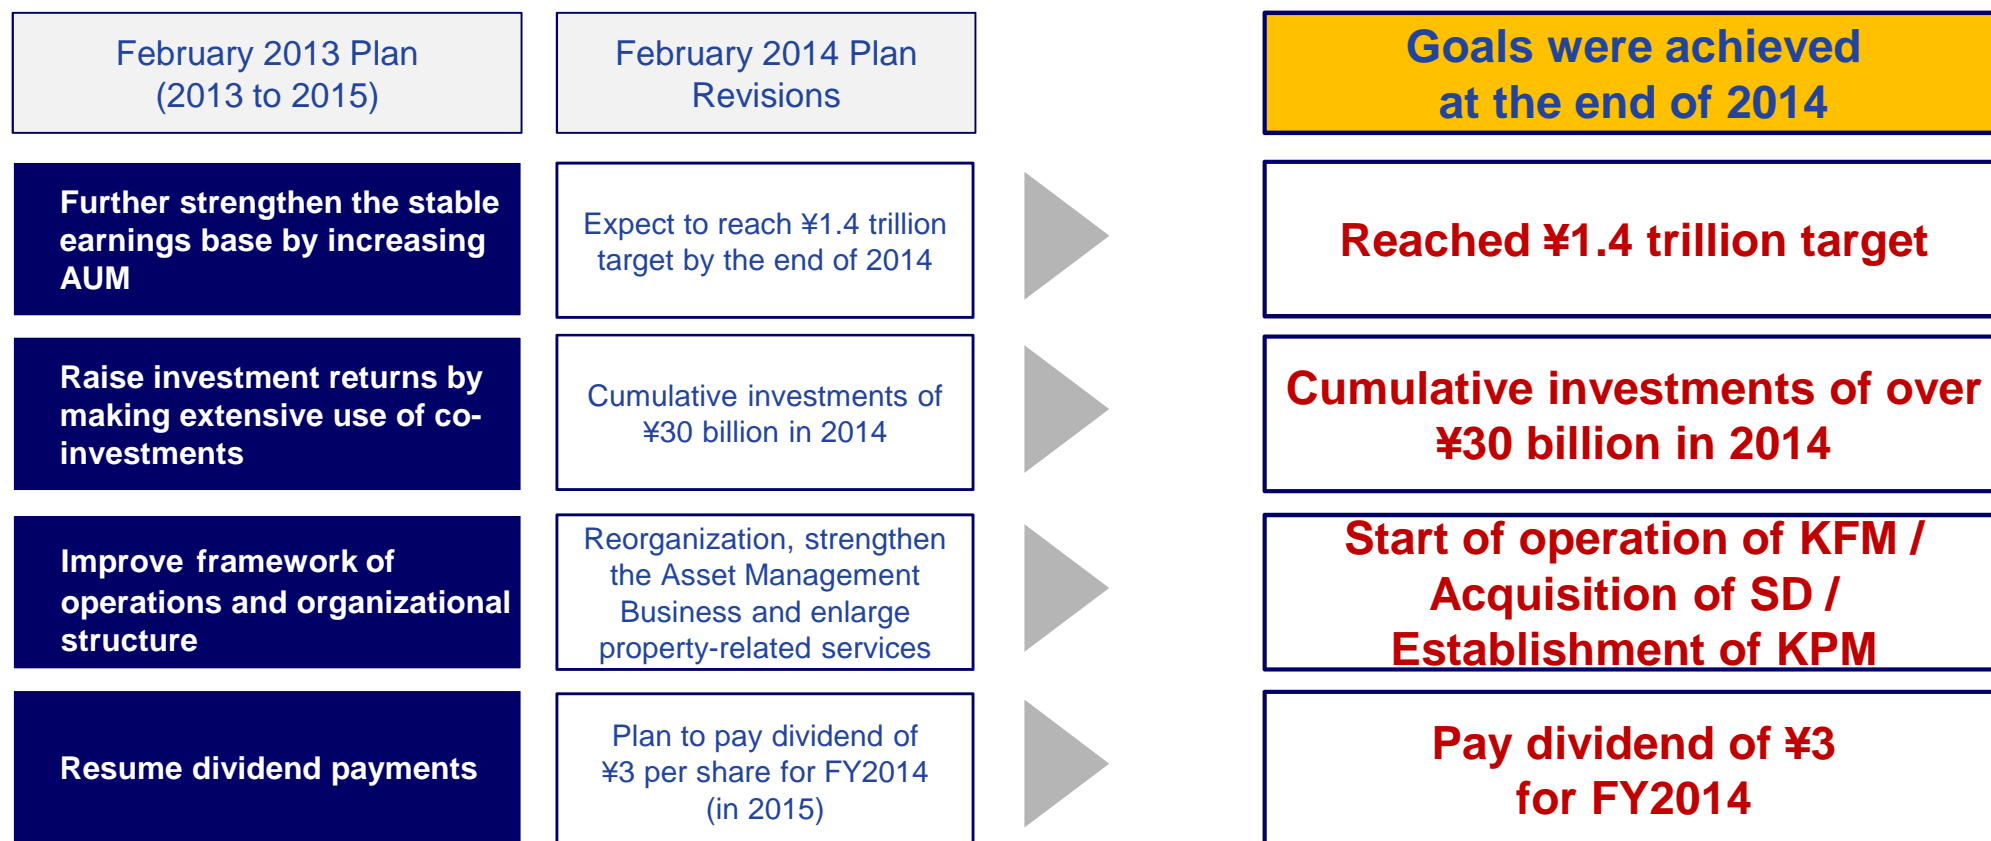 February 2013 Plan
(2013 to 2015)
February 2014 Plan
Revisions
Goals were achieved
at the end of 2014
Further strengthen the stable
earnings base by increasing
AUM
Expect to reach ¥1.4 trillion
target by the end of 2014
Reached ¥1.4 trillion target
Raise investment returns by
making extensive use of co-
investments
Cumulative investments of
¥30 billion in 2014
Cumulative investments of over
¥30 billion in 2014
Improve framework of
operations and organizational
structure
Reorganization, strengthen
the Asset Management
Business and enlarge
property-related services
Start of operation of KFM /
Acquisition of SD /
Establishment of KPM
Resume dividend payments
Plan to pay dividend of
¥3 per share for FY2014
(in 2015)
Pay dividend of ¥3
for FY2014